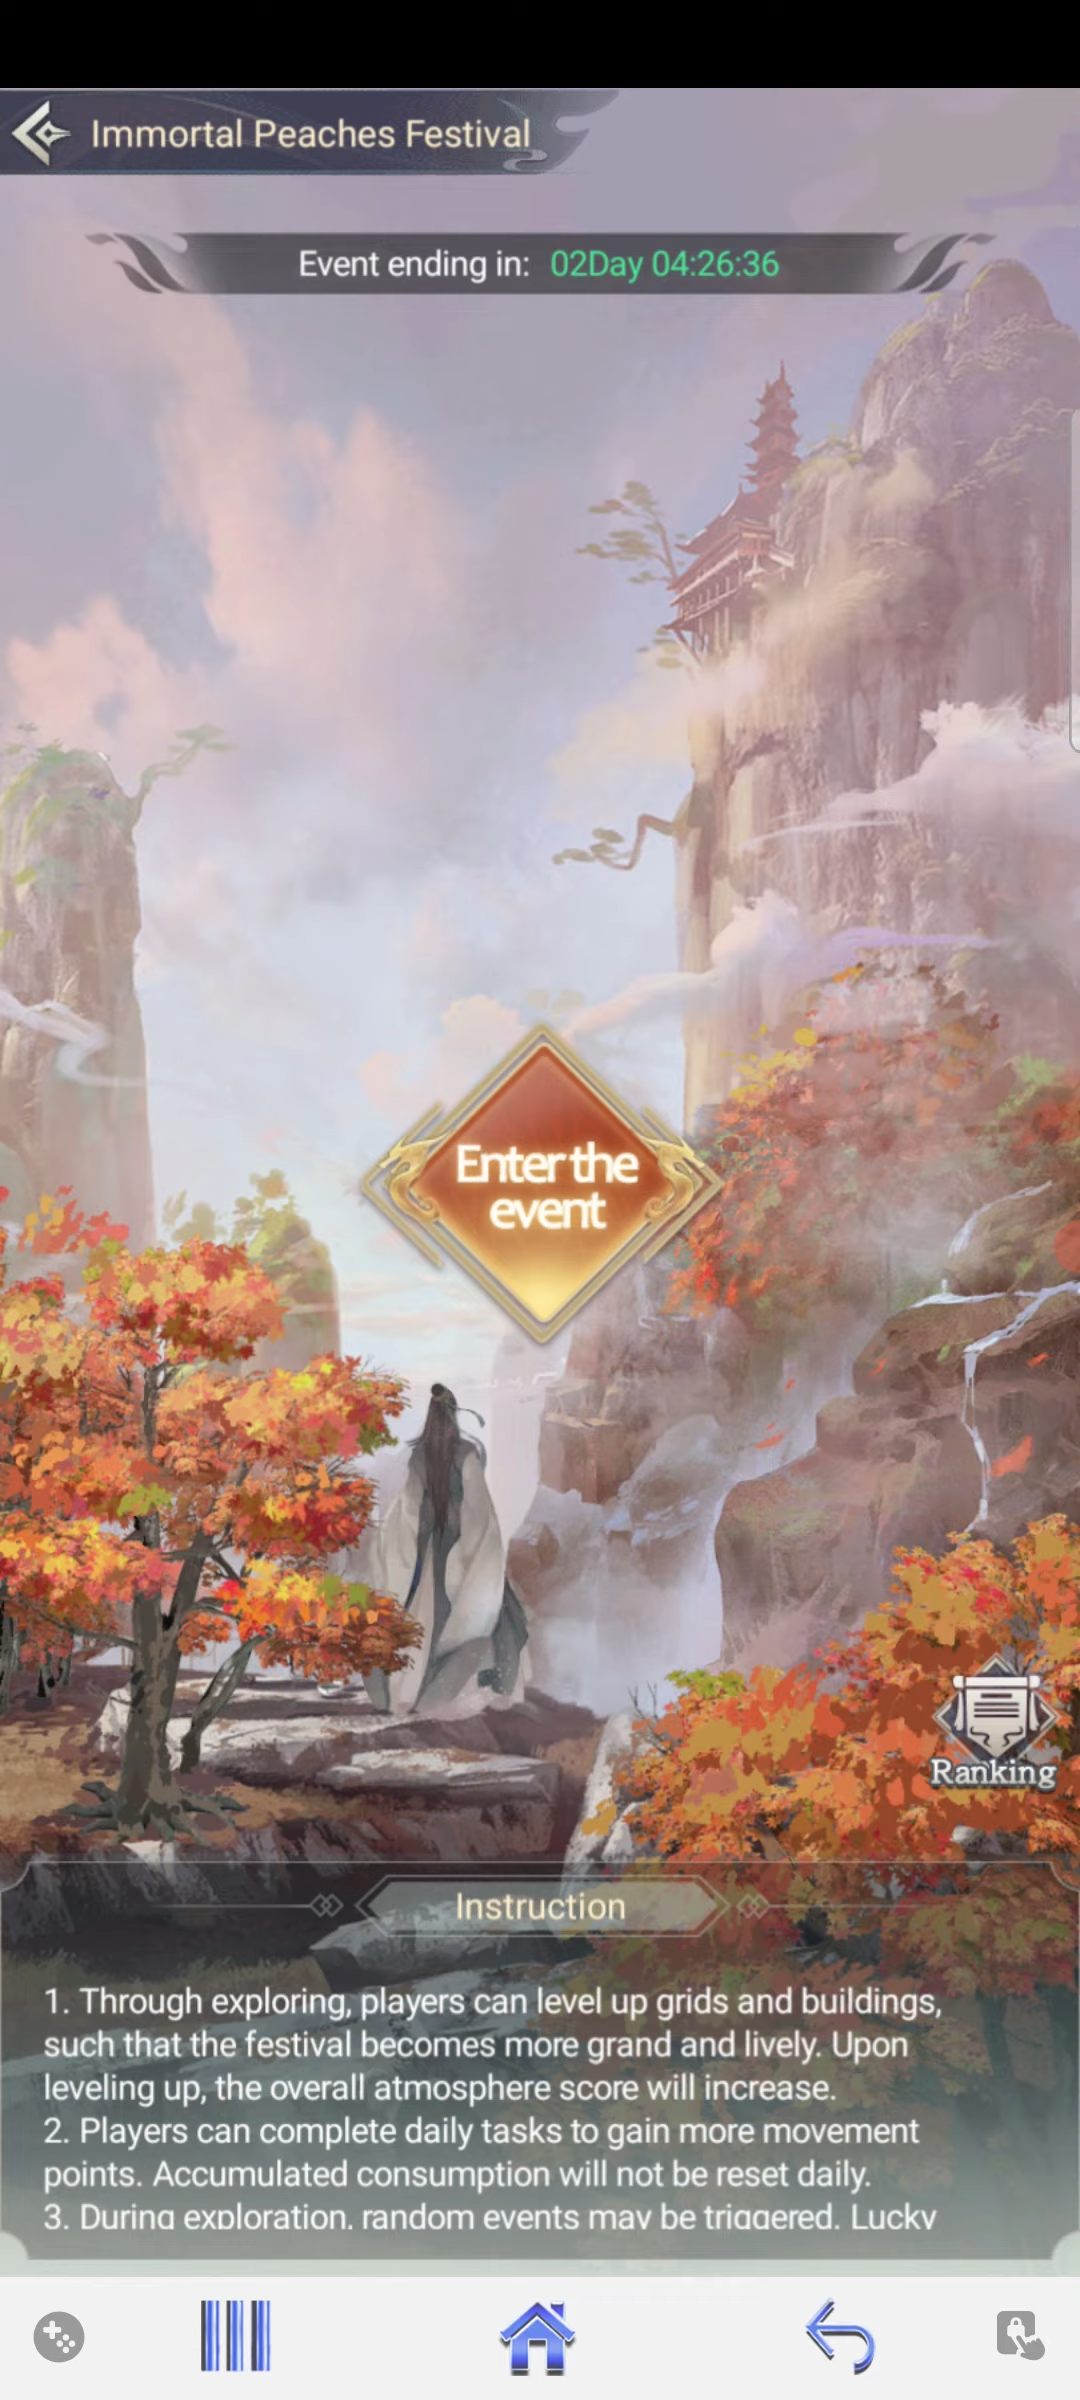 Immortal Peaches Festival
Event ending in: 02Day 04:26:36
Enter the
event
Ranking
Instruction
1. Through exploring, players can level up grids and buildings,
such that the festival becomes more grand and lively. Upon
leveling up, the overall atmosphere score will increase.
2. Players can complete daily tasks to gain more movement
points. Accumulated consumption will not be reset daily.
3. During exploration, random events may be triggered. Lucky